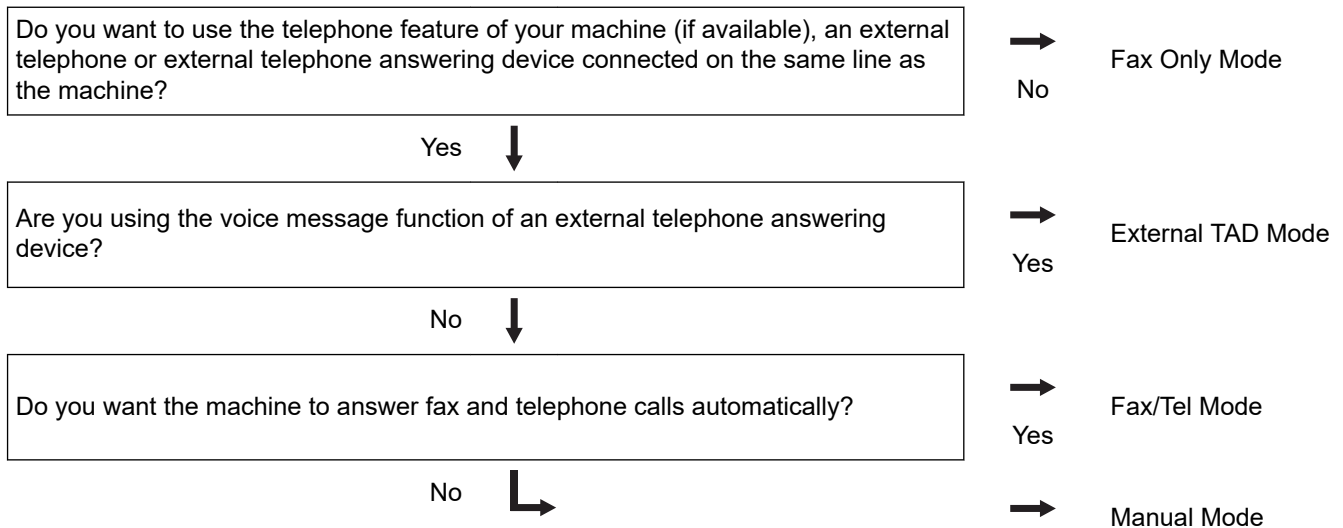 Do you want to use the telephone feature of your machine (if available), an external
telephone or external telephone answering device connected on the same line as
the machine?
No
Fax Only Mode
Yes
Are you using the voice message function of an external telephone answering
device?
Yes
External TAD Mode
No
Do you want the machine to answer fax and telephone calls automatically?
Yes
Fax/Tel Mode
No
Manual Mode